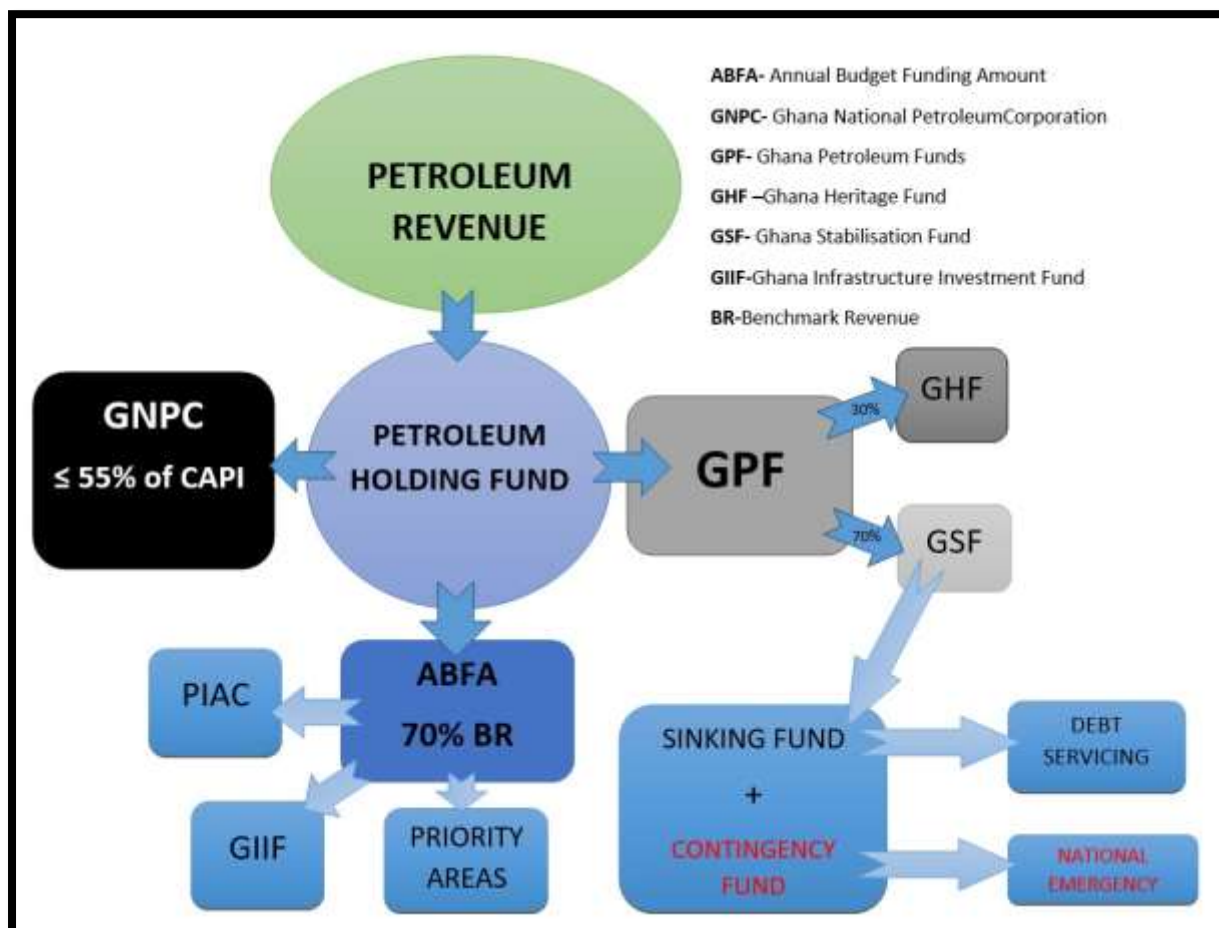 PETROLEUM
REVENUE
ABFA- Annual Budget Funding Amount
GNPC- Ghana National PetroleumCorporation
GPF- Ghana Petroleum Funds
GHF –Ghana Heritage Fund
GSF- Ghana Stabilisation Fund
GIIF-Ghana Infrastructure Investment Fund
BR-Benchmark Revenue
GNPC
≤ 55% of CAPI
PETROLEUM
HOLDING FUND
GPF
30%
GHF
70%
GSF
ABFA
70% BR
PIAC
GIIF
PRIORITY
AREAS
SINKING FUND
+
CONTINGENCY
FUND
DEBT
SERVICING
NATIONAL
EMERGENCY